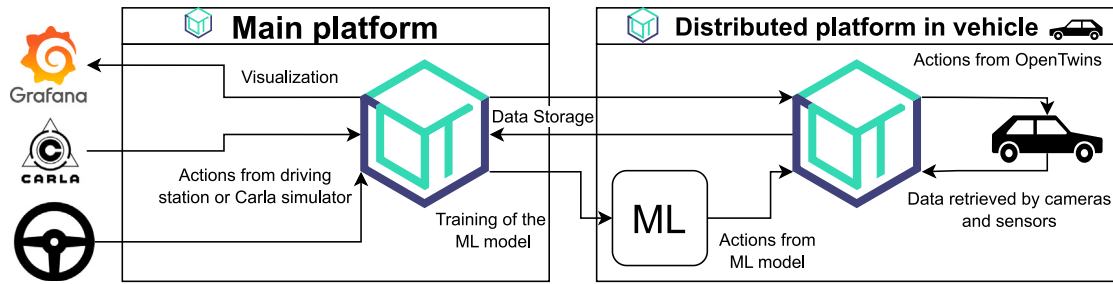 Main platform
Distributed platform in vehicle
Grafana
CARLA
Visualization
Actions from driving
station or Carla simulator
Data Storage
Training of the
ML model
ML
Actions from
ML model
Actions from OpenTwins
Data retrieved by cameras
and sensors